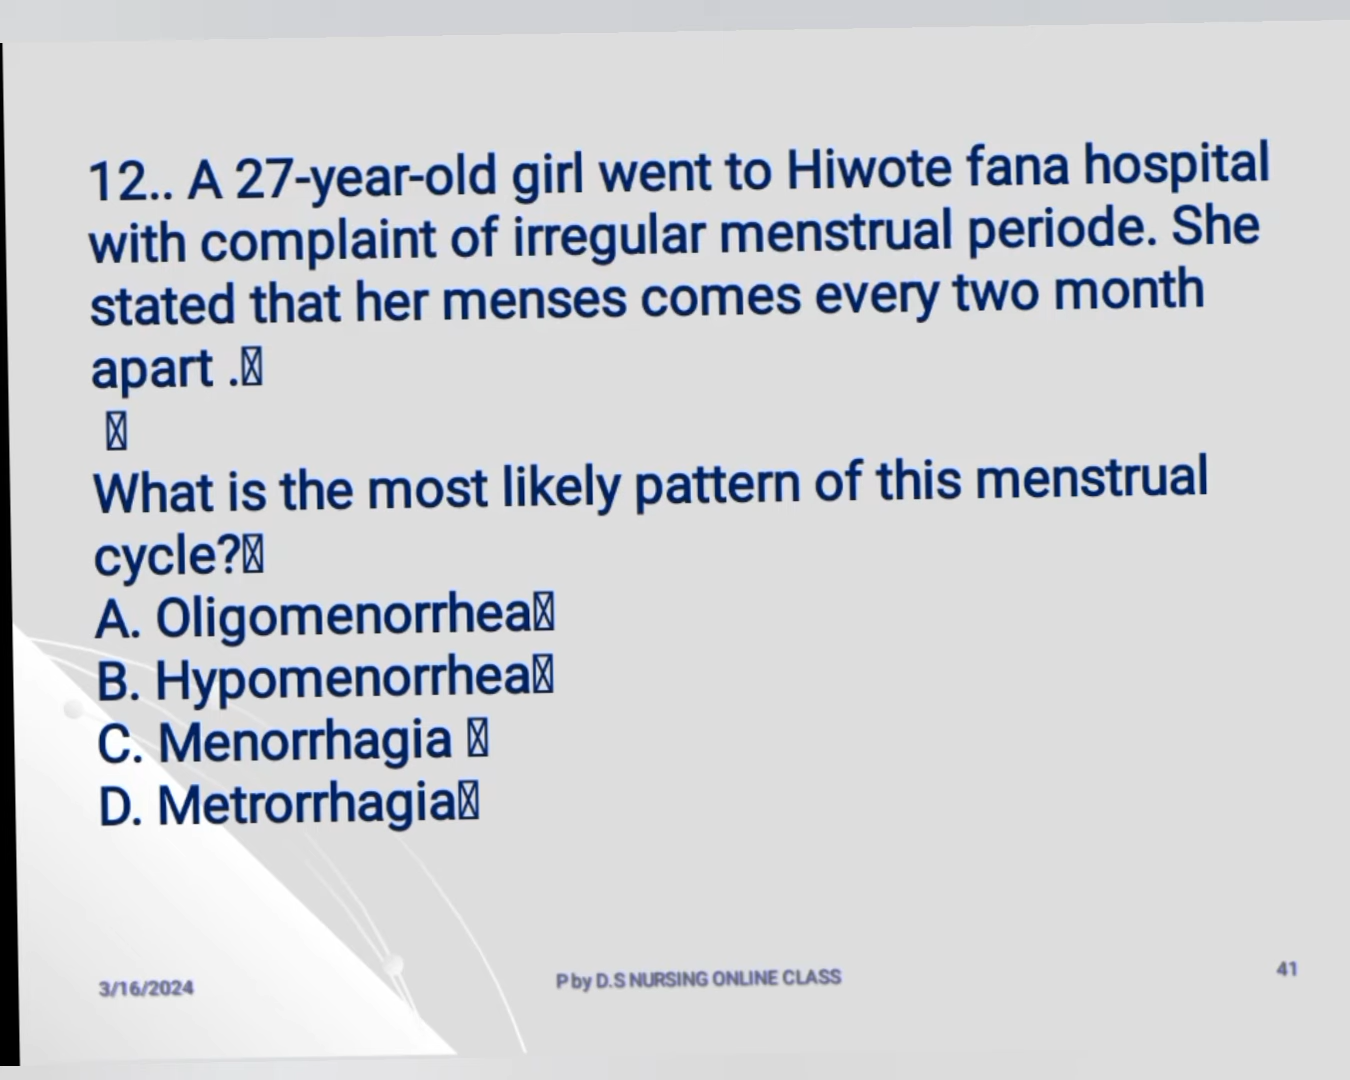 12.. A 27-year-old girl went to Hiwote fana hospital
with complaint of irregular menstrual periode. She
stated that her menses comes every two month
apart .
What is the most likely pattern of this menstrual
cycle?
A. Oligomenorrhea
B. Hypomenorrhea
C. Menorrhagia
D. Metrorrhagia
3/16/2024
P by D.S NURSING ONLINE CLASS
41